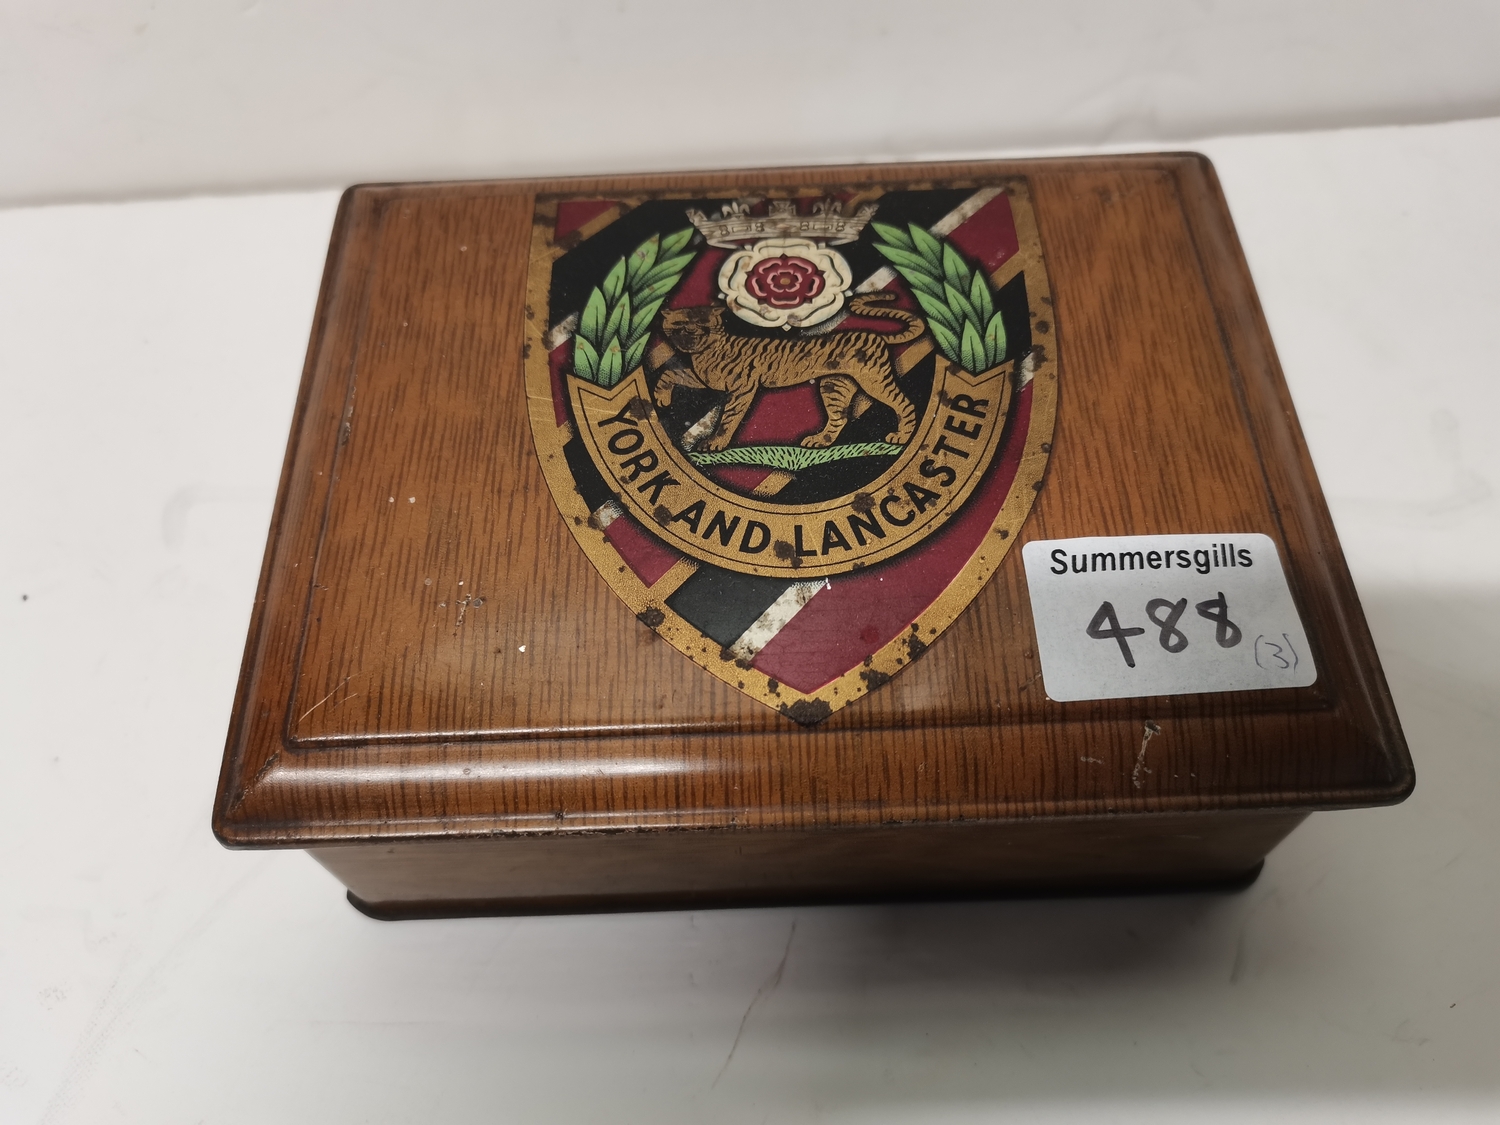 YORK AND LANCASTER
Summersgills
488
(3)